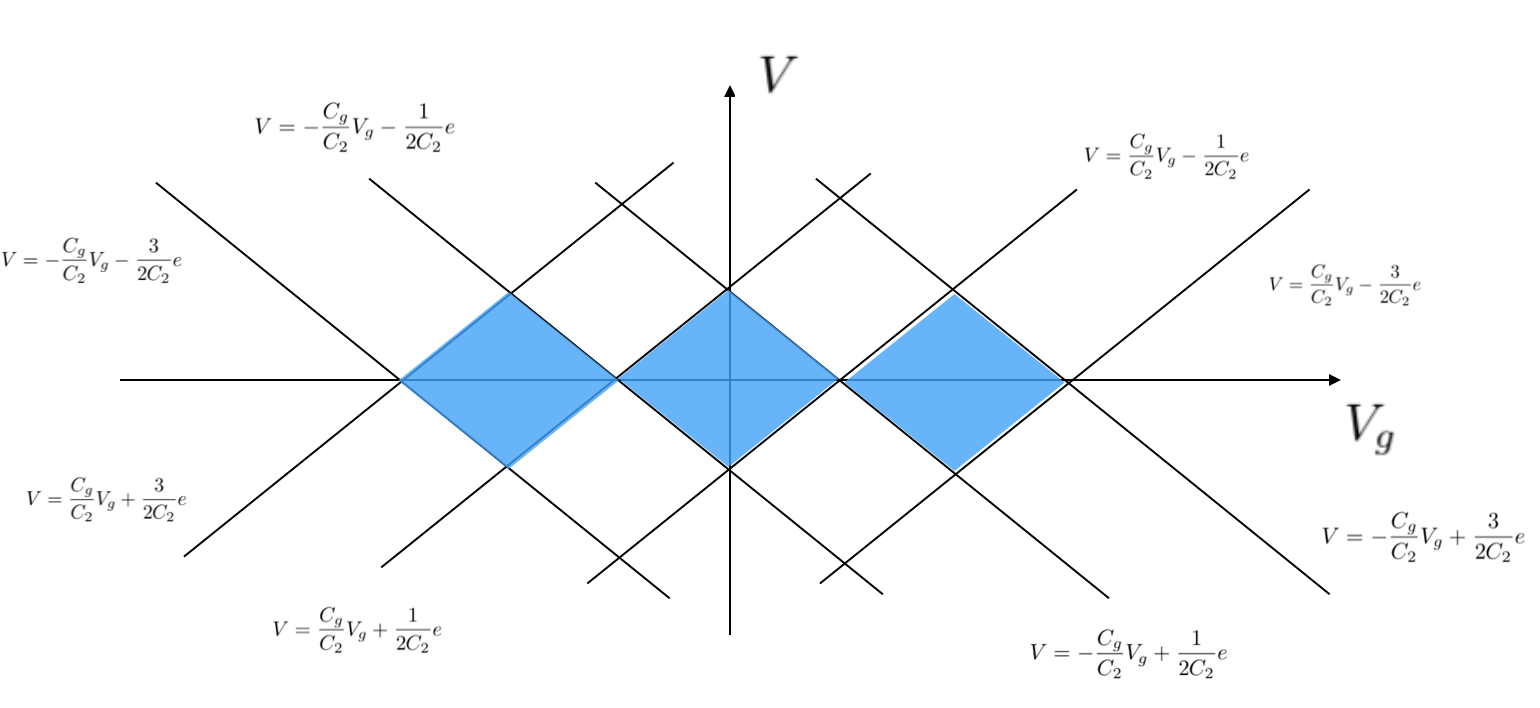 V
V = -\frac{C_g}{C_2}V_g - \frac{1}{2C_2}e
V = \frac{C_g}{C_2}V_g - \frac{1}{2C_2}e
V = -\frac{C_g}{C_2}V_g - \frac{3}{2C_2}e
V = \frac{C_g}{C_2}V_g - \frac{3}{2C_2}e
V_g
V = \frac{C_g}{C_2}V_g + \frac{3}{2C_2}e
V = -\frac{C_g}{C_2}V_g + \frac{3}{2C_2}e
V = \frac{C_g}{C_2}V_g + \frac{1}{2C_2}e
V = -\frac{C_g}{C_2}V_g + \frac{1}{2C_2}e